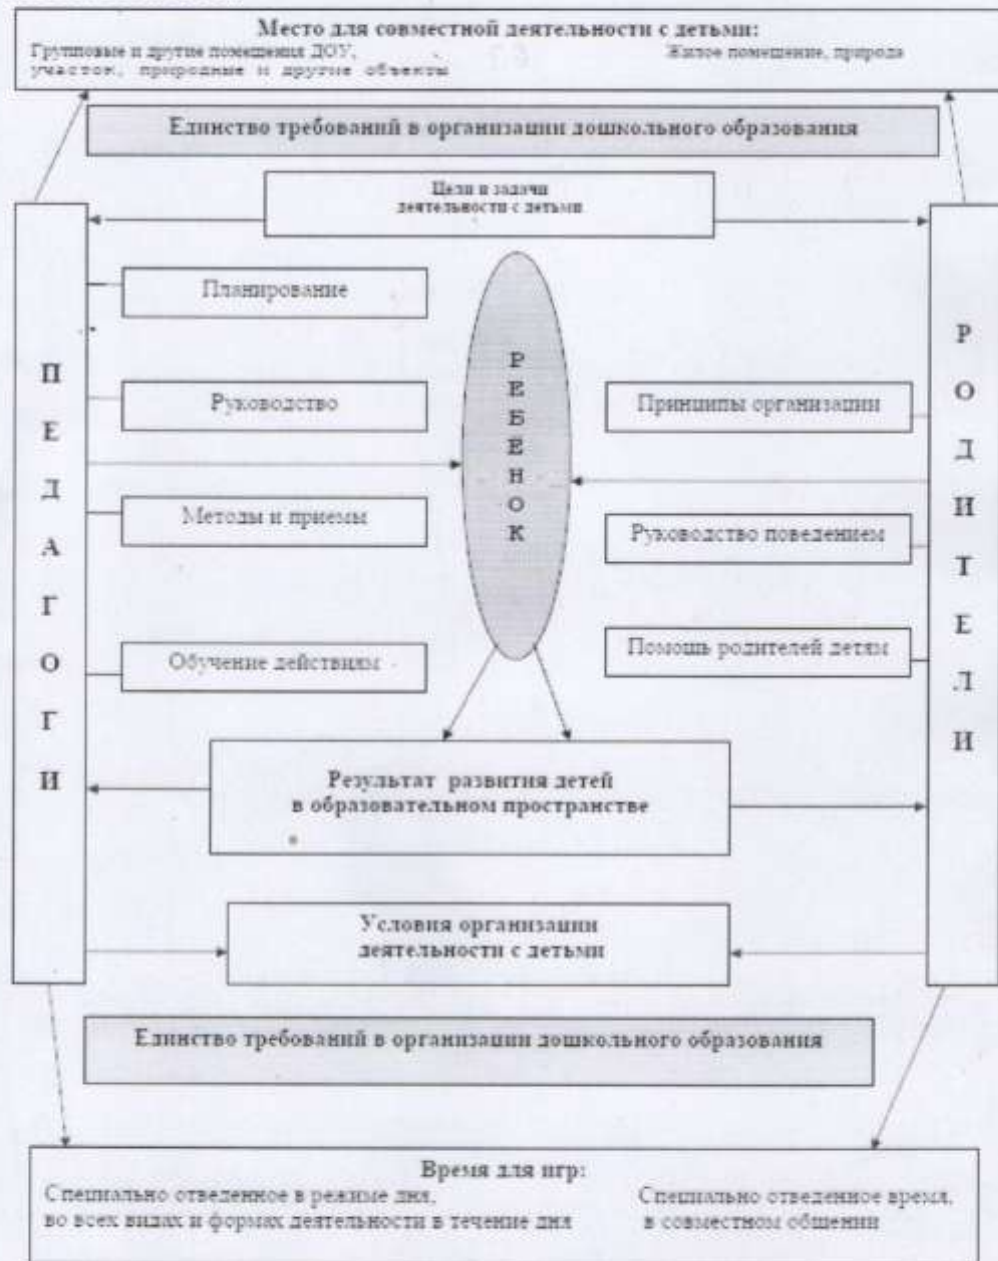 Место для совместной деятельности с детьми:
Групповые и другие помещения ДОУ,
участок, природные и другие объекты
Жилое помещение, природа
Единство требований в организации дошкольного образования
Цели и задачи
деятельности с детьми
ПЕДАГОГИ
Планирование
Руководство
Методы и приемы
Обучение действиям
РЕБЁНОК
Принципы организации
Руководство поведением
Помощь родителей детям
РОДИТЕЛИ
Результат развития детей
в образовательном пространстве
Условия организации
деятельности с детьми
Единство требований в организации дошкольного образования
Время для игр:
Специально отведенное в режиме дня,
во всех видах и формах деятельности в течение дня
Специально отведенное время,
в совместном общении